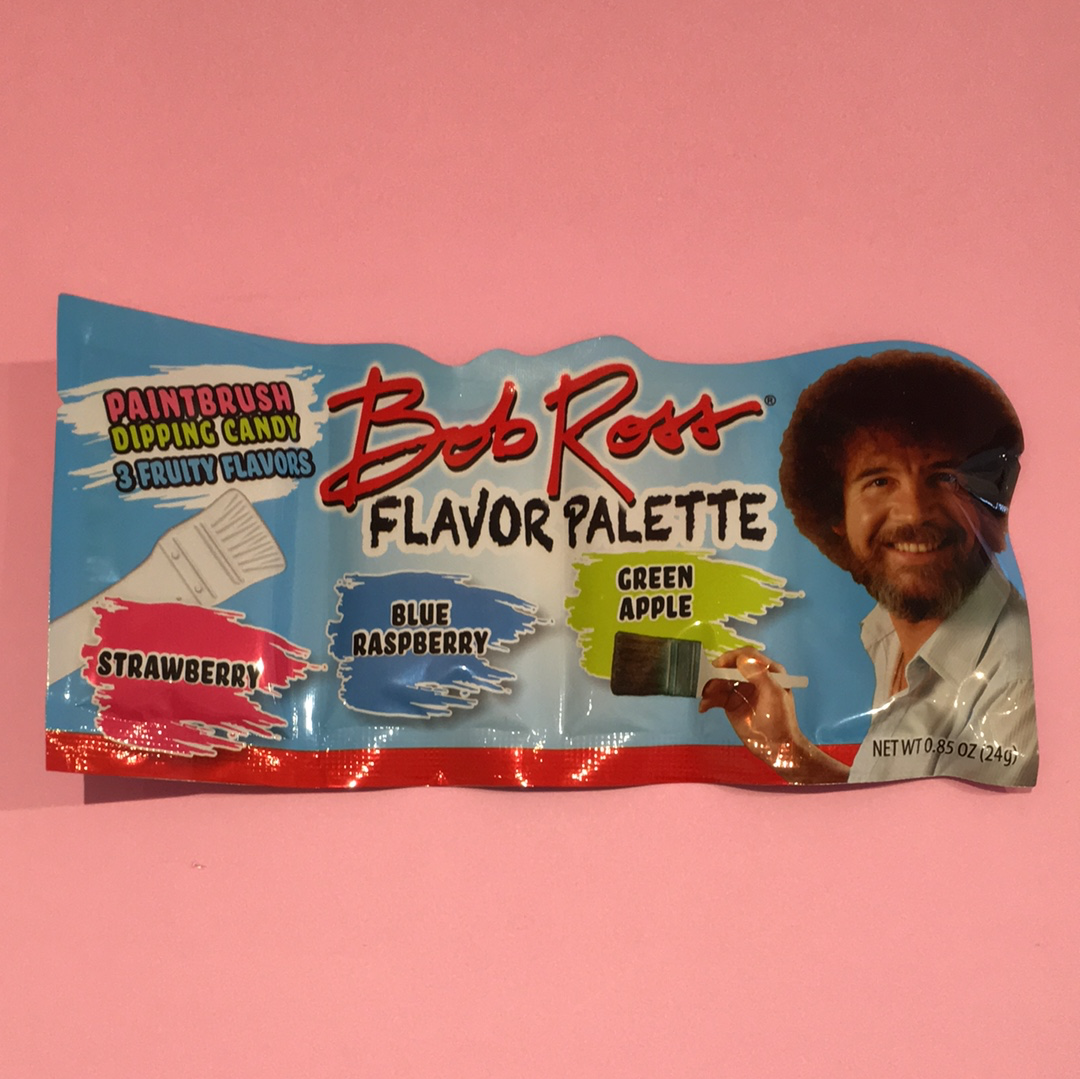 PAINTBRUSH
DIPPING CANDY
3 FRUITY FLAVORS
Bob Ross®
FLAVOR PALETTE
STRAWBERRY
BLUE
RASPBERRY
GREEN
APPLE
NET WT 0.85 OZ (24g)